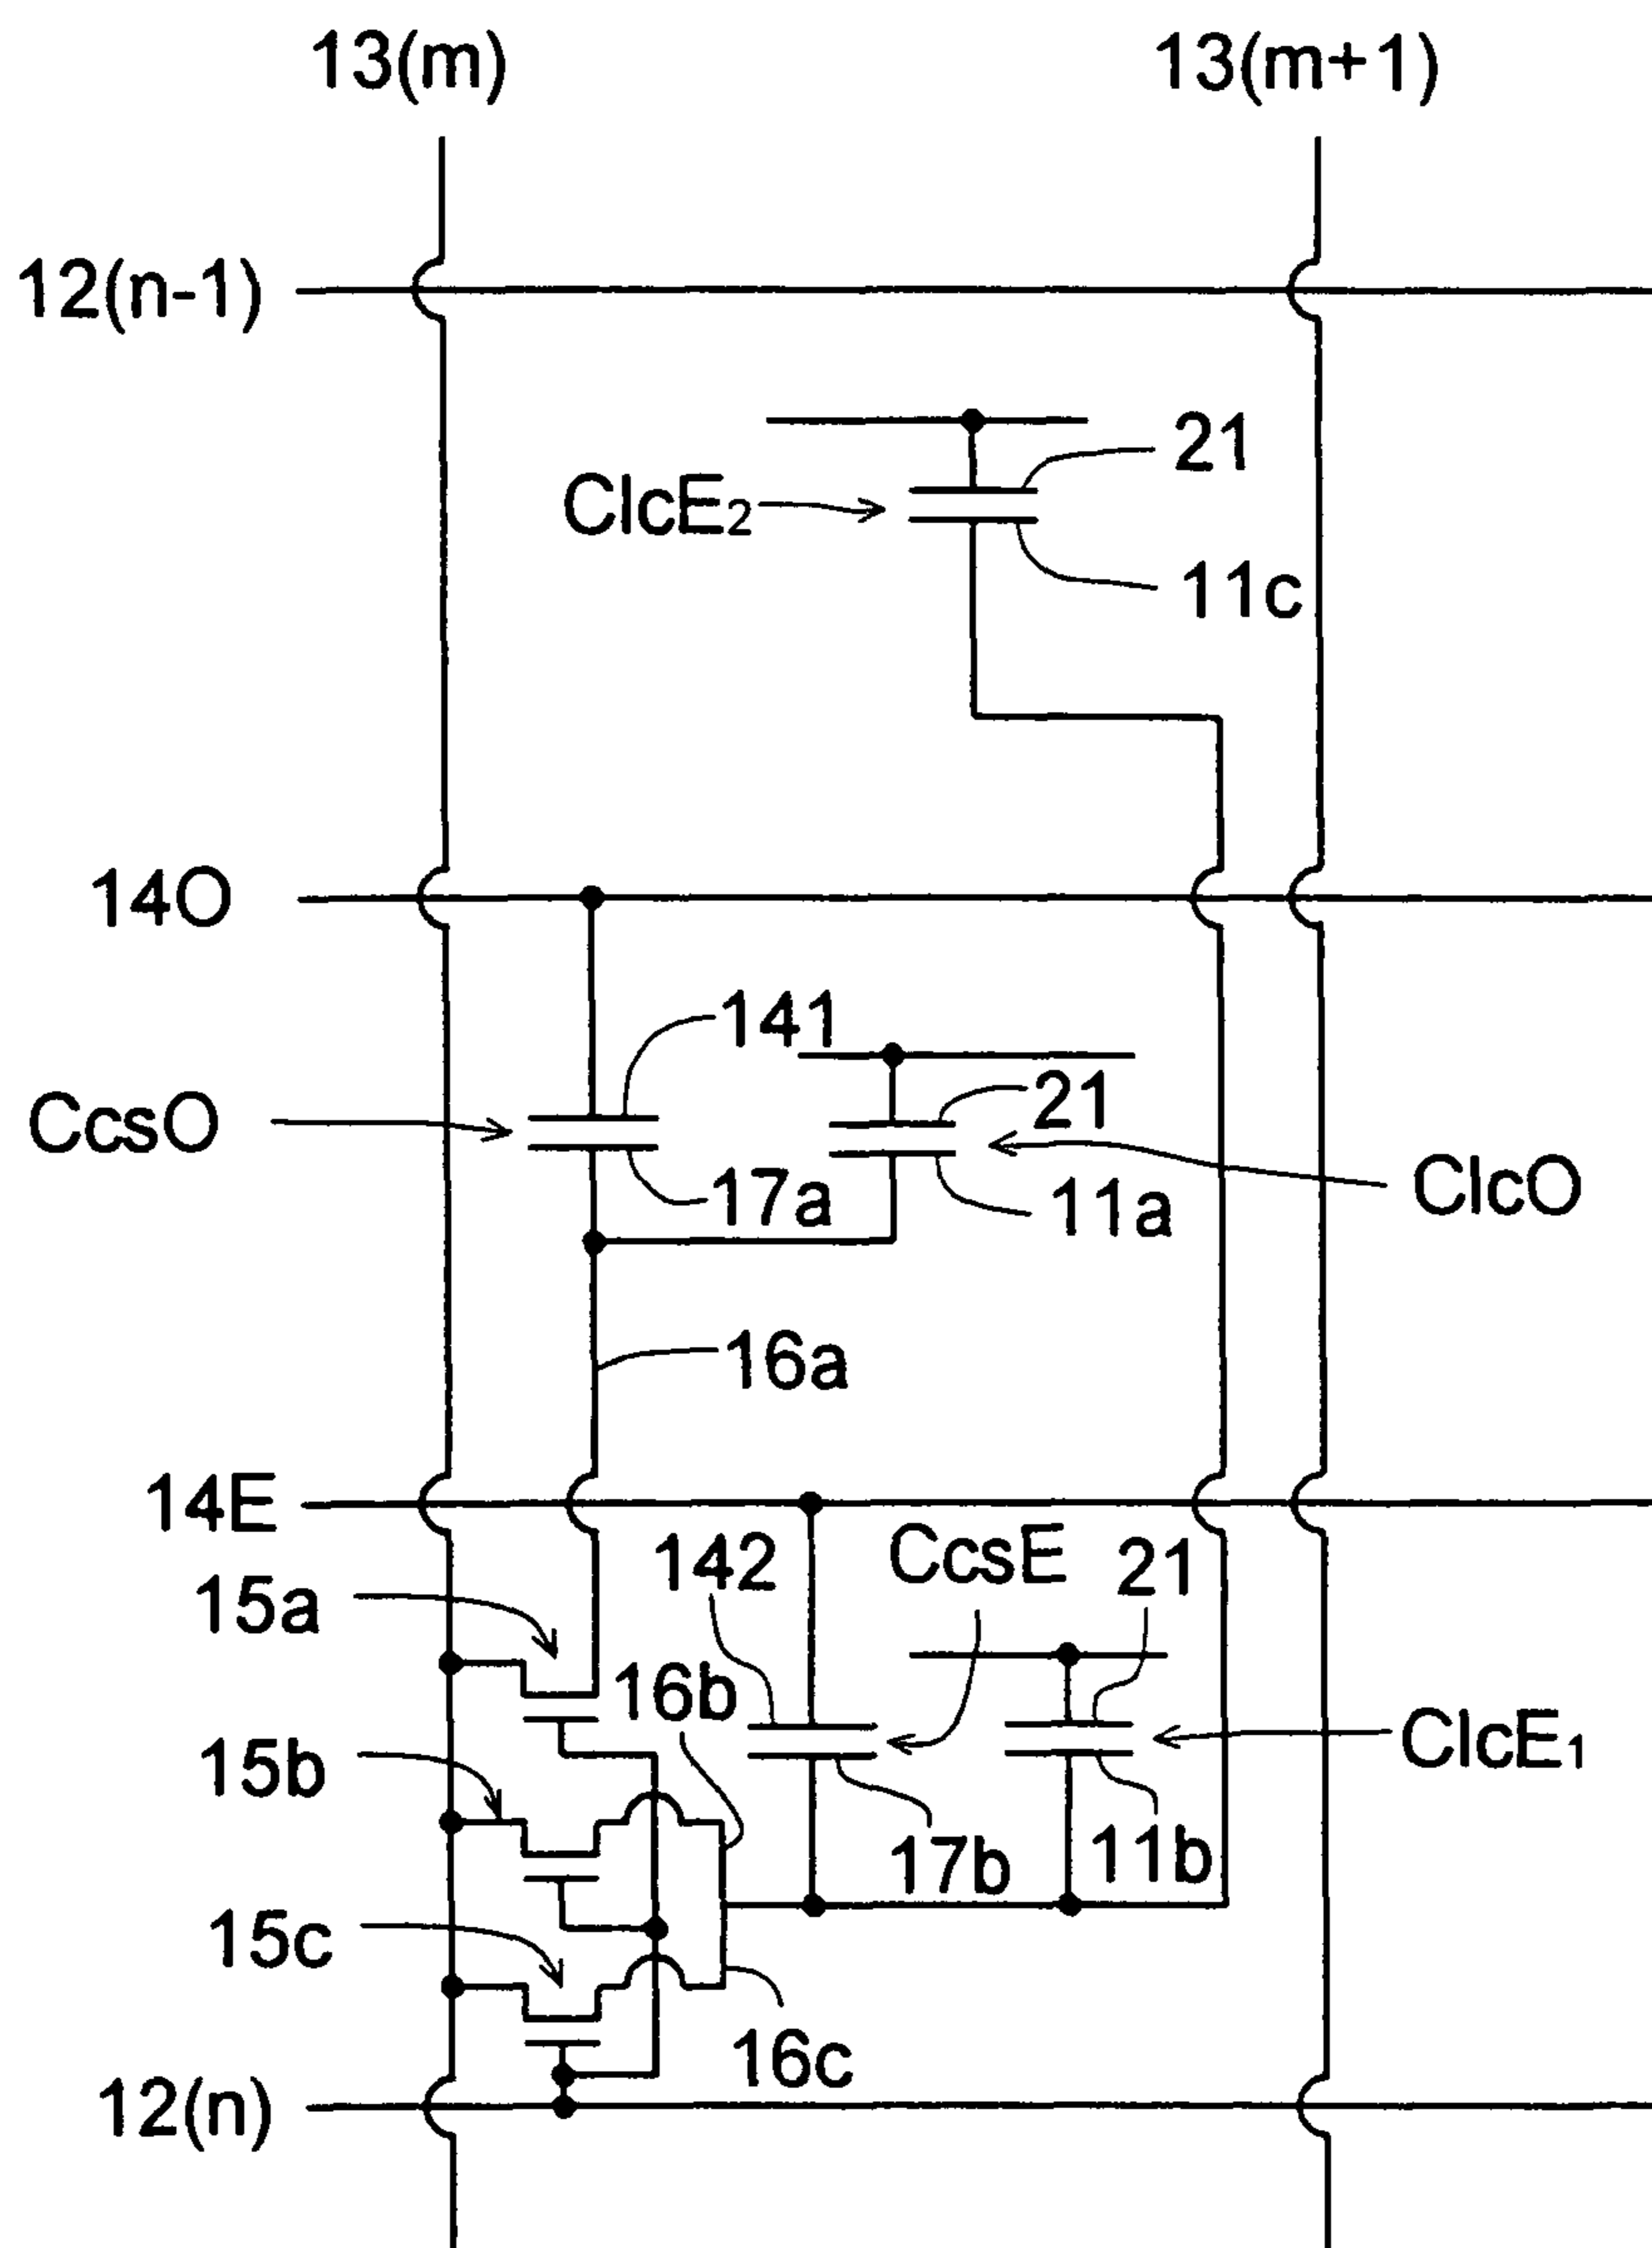 13(m) 13(m+1)
12(n-1)
21
ClcE2
11c
14O
141
21
CcsO
17a
11a
ClcO
16a
14E
142
CcsE
21
15a
16b
15b
ClcE1
17b
11b
15c
16c
12(n)